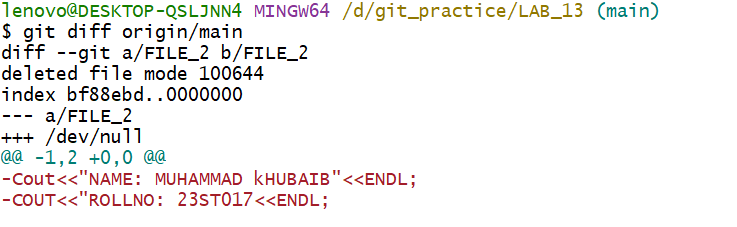 lenovo@DESKTOP-QSLJNN4 MINGW64 /d/git_practice/LAB_13 (main)
$ git diff origin/main
diff --git a/FILE_2 b/FILE_2
deleted file mode 100644
index bf88ebd..0000000
--- a/FILE_2
+++ /dev/null
@@ -1,2 +0,0 @@
-Cout<<"NAME: MUHAMMAD kHUBAIB"<<ENDL;
-COUT<<"ROLLNO: 23ST017<<ENDL;